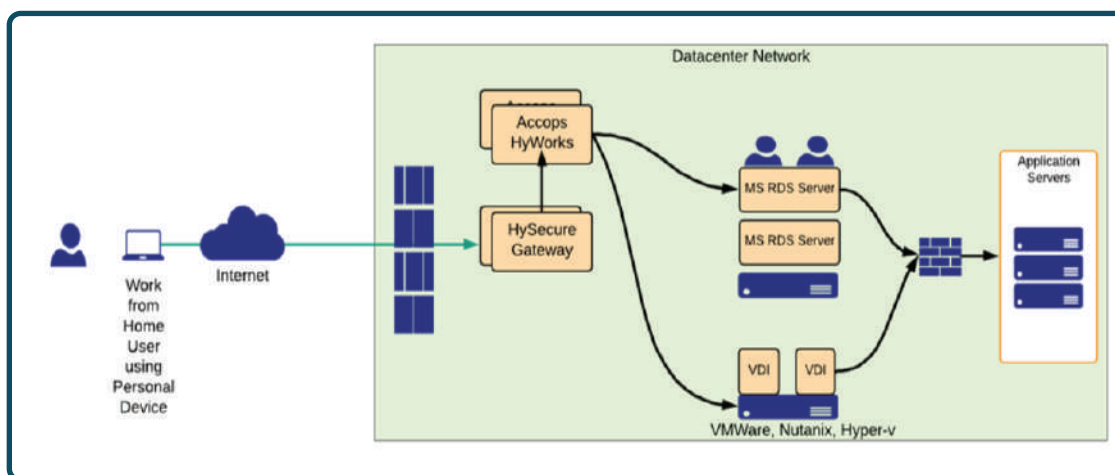 Datacenter Network
Accops
Accops
HyWorks
HySecure
Gateway
Internet
Work
from
Home
User
using
Personal
Device
MS RDS Server
MS RDS Server
VDI
VDI
VMWare, Nutanix, Hyper-v
Application
Servers